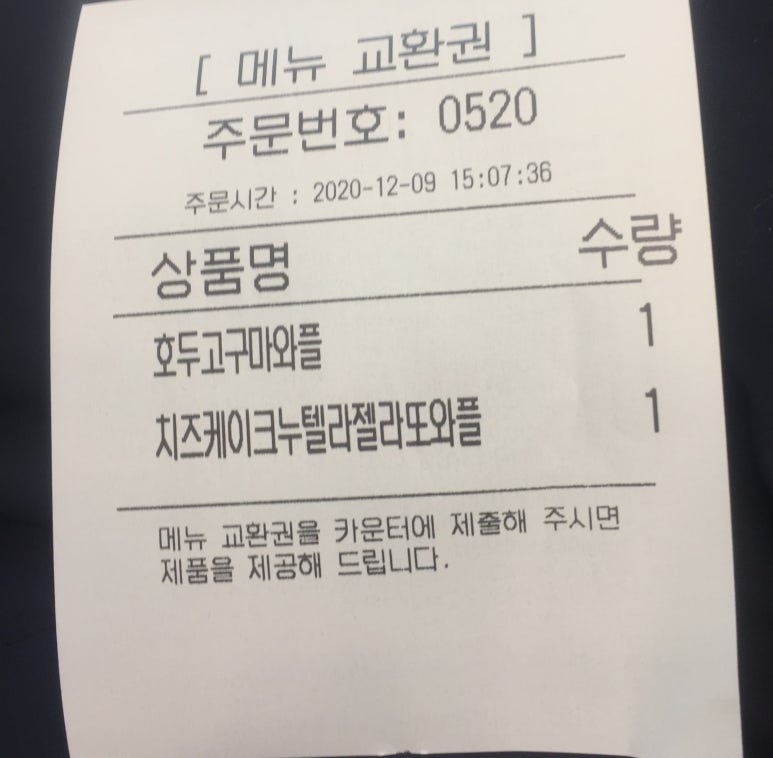 [ 메뉴 교환권 ]
주문번호: 0520
주문시간 : 2020-12-09 15:07:36
상품명 수량
호두고구마와플 1
치즈케이크누텔라젤라또와플 1
메뉴 교환권을 카운터에 제출해 주시면
제품을 제공해 드립니다.